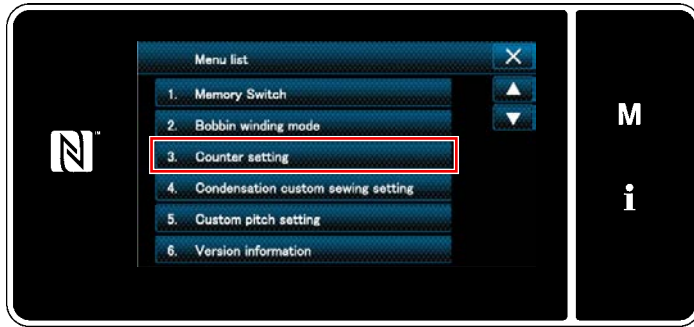 Menu list
1. Memory Switch
2. Bobbin winding mode
3. Counter setting
4. Condensation custom sewing setting
5. Custom pitch setting
6. Version information
M
i